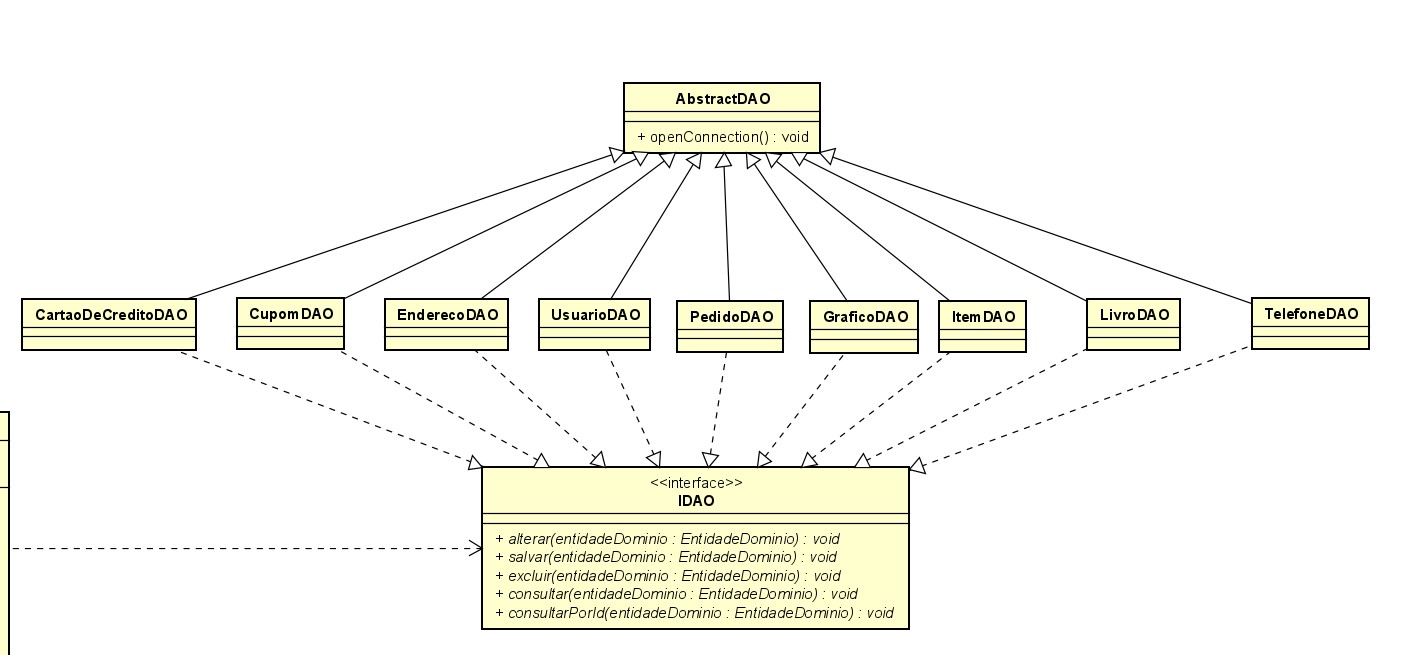 AbstractDAO
+ openConnection() : void
CartaoDeCreditoDAO
CupomDAO
EnderecoDAO
UsuarioDAO
PedidoDAO
GraficoDAO
ItemDAO
LivroDAO
TelefoneDAO
<<interface>>
IDAO
+ alterar(entidadeDominio : EntidadeDominio) : void
+ salvar(entidadeDominio : EntidadeDominio) : void
+ excluir(entidadeDominio : EntidadeDominio) : void
+ consultar(entidadeDominio : EntidadeDominio) : void
+ consultarPorId(entidadeDominio : EntidadeDominio) : void